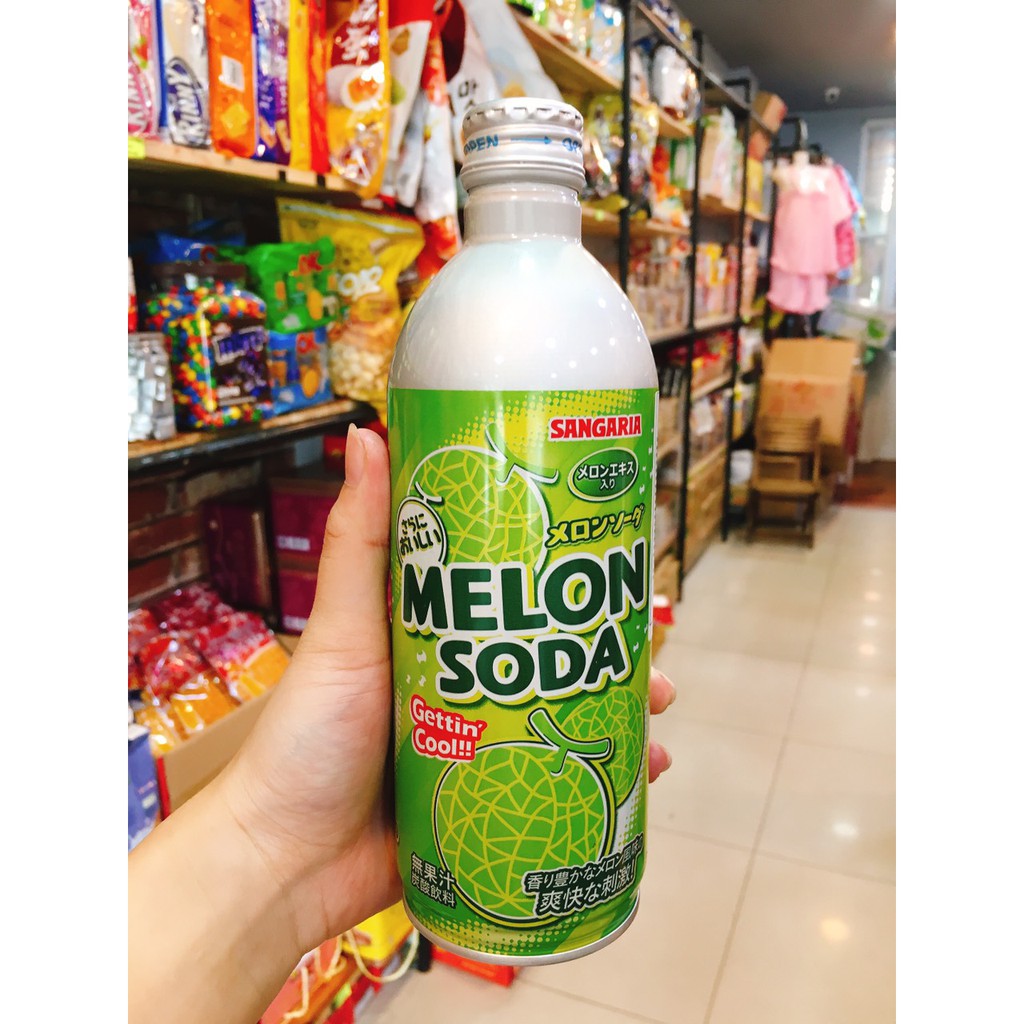 OPEN
SANGARIA
メロンエキス
入り
さらに
おいしい
メロンソーダ
MELON
SODA
Gettin'
Cool!!
無果汁
炭酸飲料
香り豊かなメロン風味
爽快な刺激!